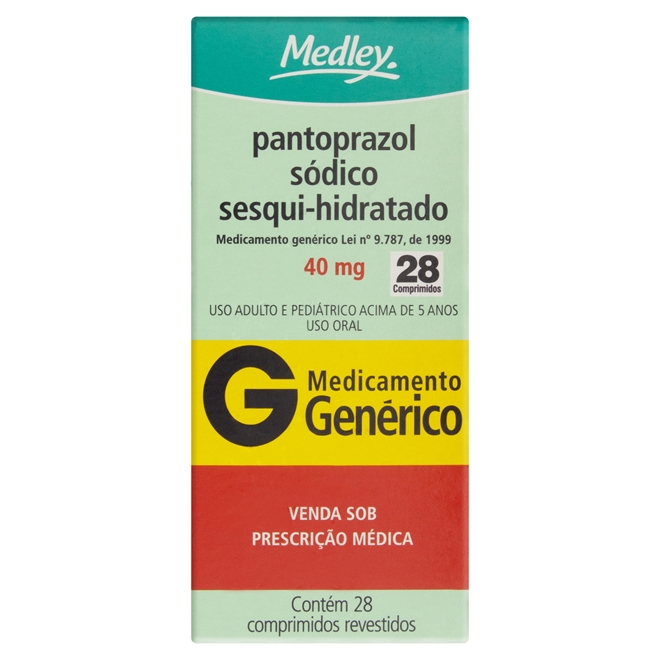 Medley.
pantoprazol
sódico
sesqui-hidratado
Medicamento genérico Lei nº 9.787, de 1999
40 mg
28
Comprimidos
USO ADULTO E PEDIÁTRICO ACIMA DE 5 ANOS
USO ORAL
G
Medicamento
Genérico
VENDA SOB
PRESCRIÇÃO MÉDICA
Contém 28
comprimidos revestidos